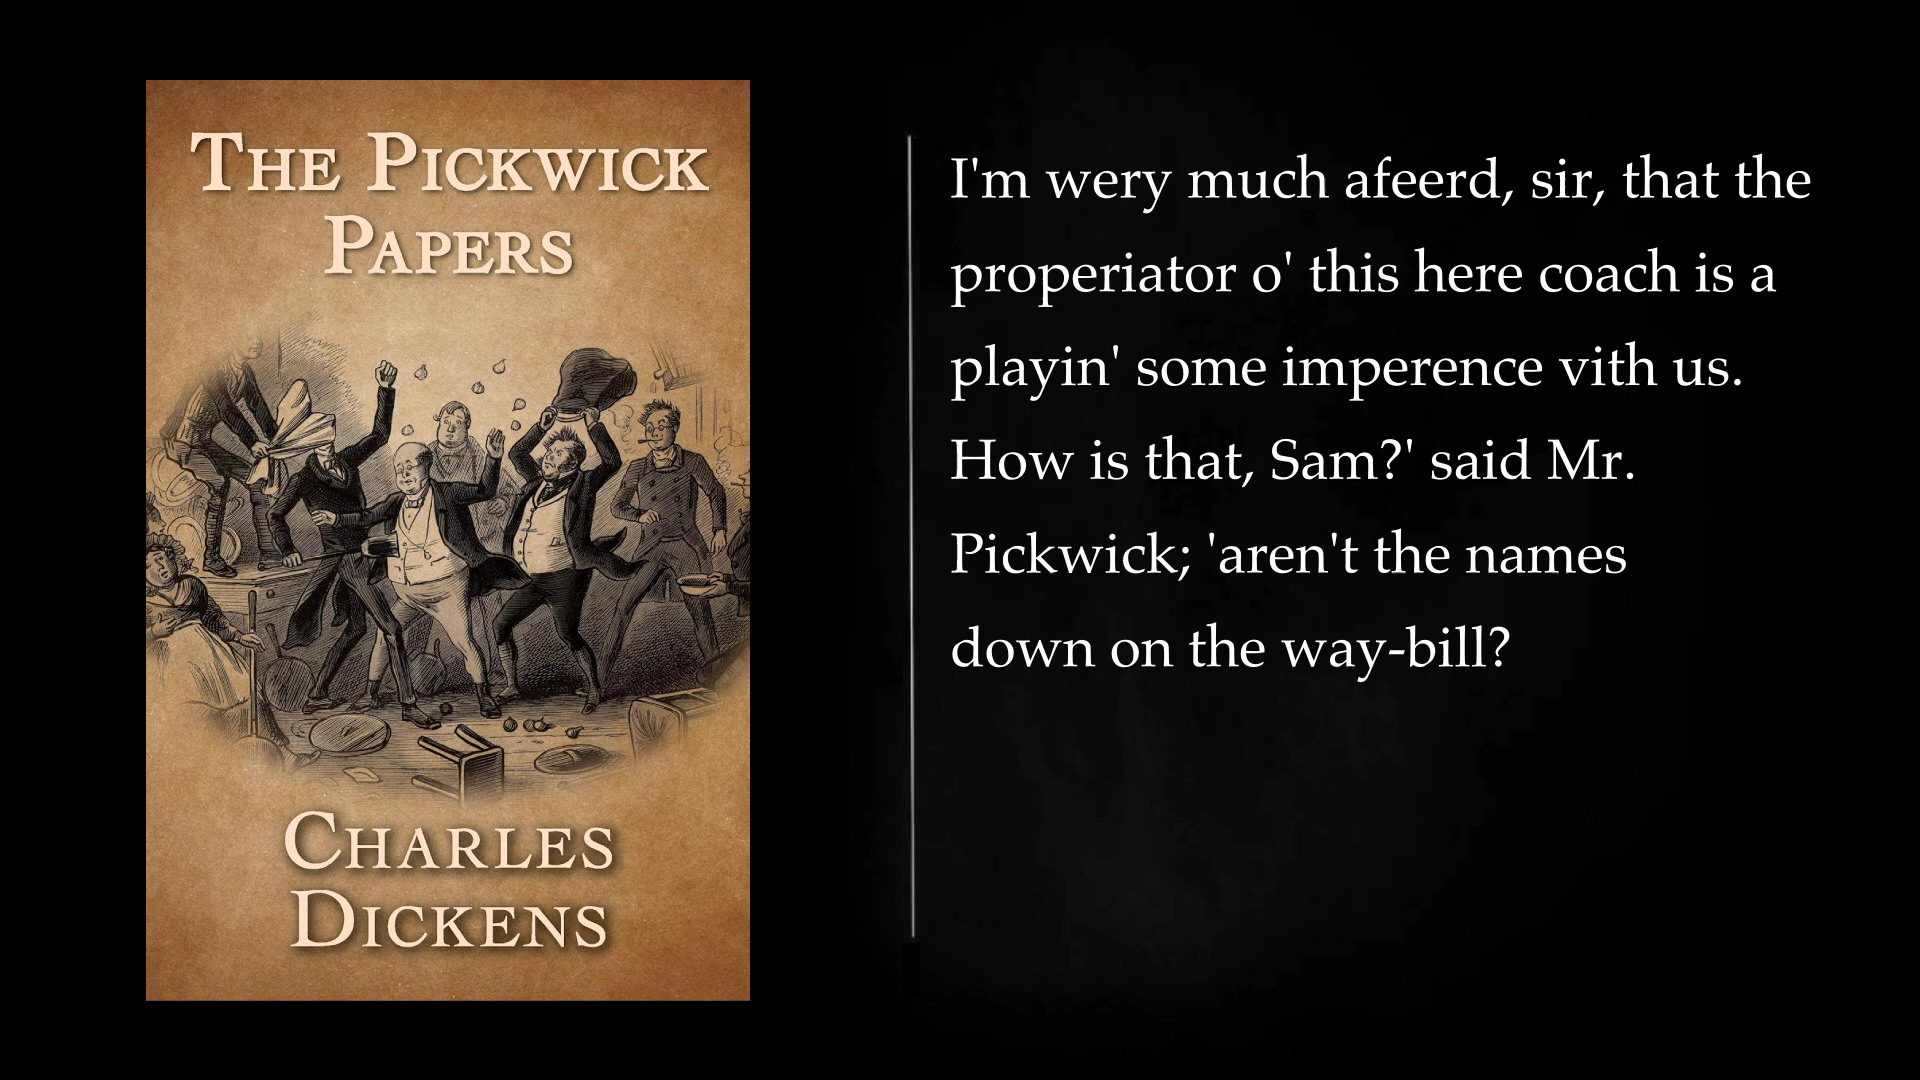 The Pickwick
Papers
Charles
Dickens
I'm wery much afeerd, sir, that the
properiator o' this here coach is a
playin' some imperence vith us.
How is that, Sam?' said Mr.
Pickwick; 'aren't the names
down on the way-bill?